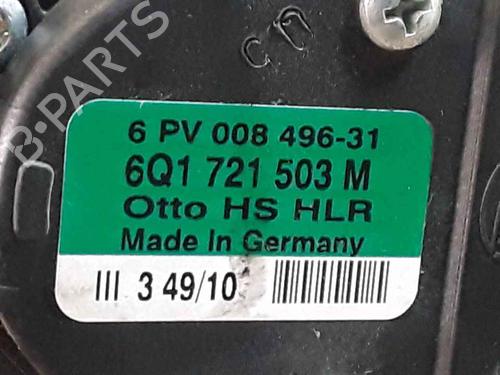 B-PARTS
6 PV 008 496-31
6Q1 721 503 M
Otto HS HLR
Made In Germany
III 3 49/10